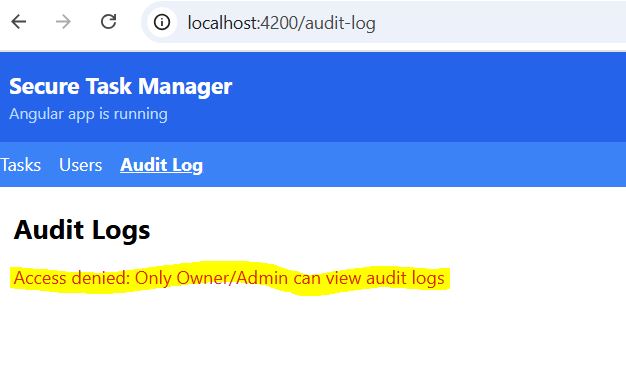 localhost:4200/audit-log
Secure Task Manager
Angular app is running
Tasks Users Audit Log
Audit Logs
Access denied: Only Owner/Admin can view audit logs